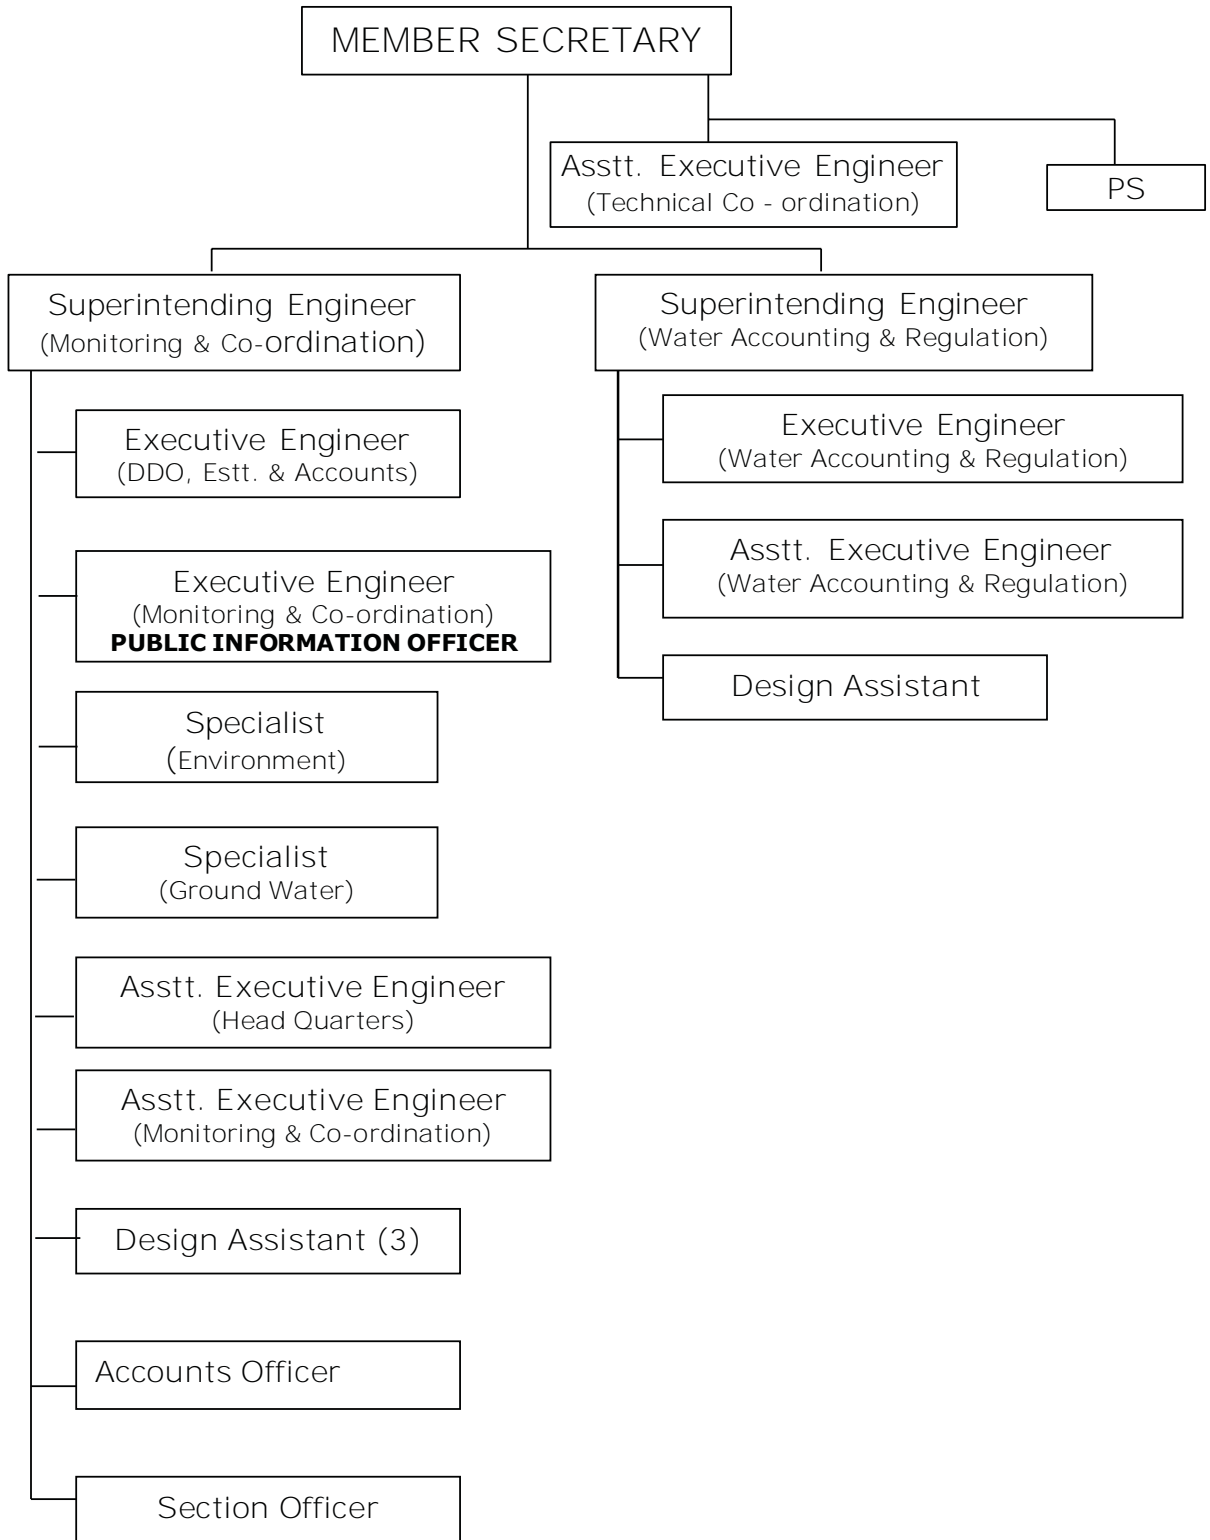 MEMBER SECRETARY
Asstt. Executive Engineer
(Technical Co - ordination)
PS
Superintending Engineer
(Monitoring & Co-ordination)
Superintending Engineer
(Water Accounting & Regulation)
Executive Engineer
(DDO, Estt. & Accounts)
Executive Engineer
(Monitoring & Co-ordination)
PUBLIC INFORMATION OFFICER
Specialist
(Environment)
Specialist
(Ground Water)
Asstt. Executive Engineer
(Head Quarters)
Asstt. Executive Engineer
(Monitoring & Co-ordination)
Design Assistant (3)
Accounts Officer
Section Officer
Executive Engineer
(Water Accounting & Regulation)
Asstt. Executive Engineer
(Water Accounting & Regulation)
Design Assistant